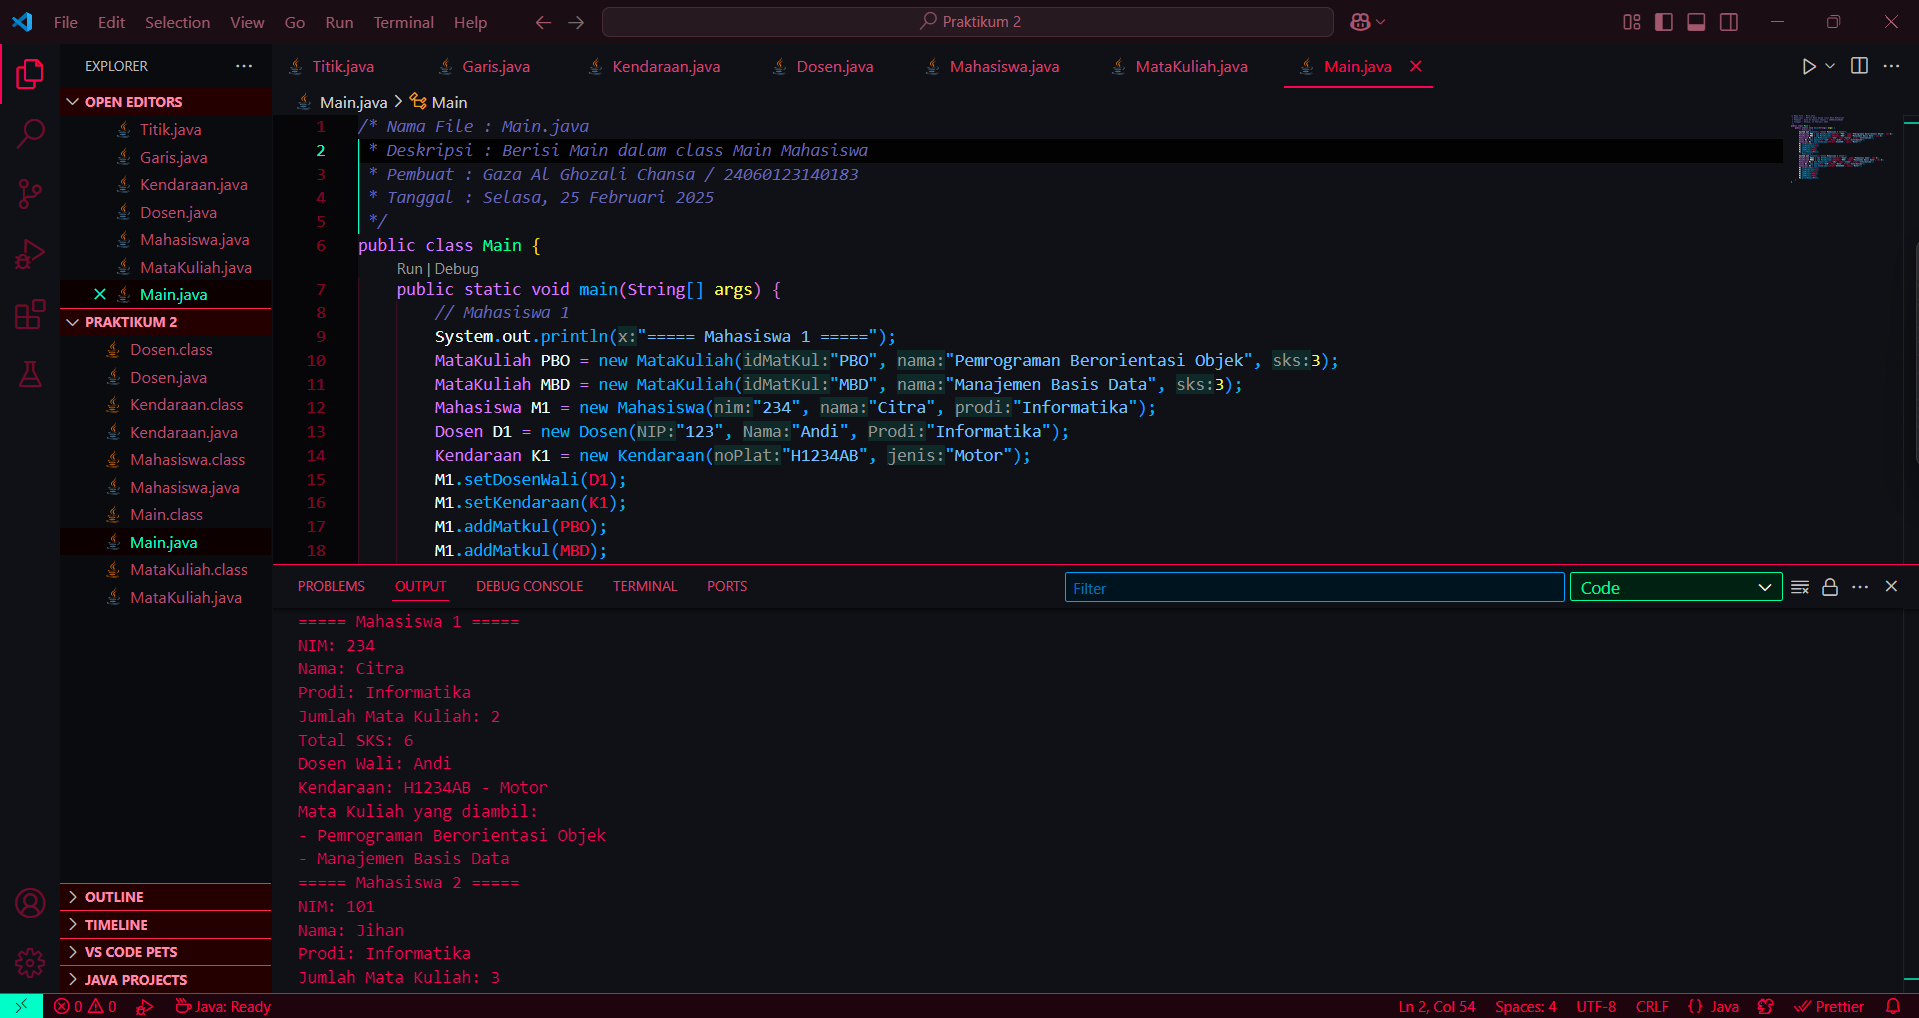 File Edit Selection View Go Run Terminal Help Praktikum 2
EXPLORER
OPEN EDITORS
Titik.java
Garis.java
Kendaraan.java
Dosen.java
Mahasiswa.java
MataKuliah.java
Main.java
PRAKTIKUM 2
Dosen.class
Dosen.java
Kendaraan.class
Kendaraan.java
Mahasiswa.class
Mahasiswa.java
Main.class
Main.java
MataKuliah.class
MataKuliah.java
OUTLINE
TIMELINE
VS CODE PETS
JAVA PROJECTS
Titik.java Garis.java Kendaraan.java Dosen.java Mahasiswa.java MataKuliah.java Main.java
Main.java > Main
1 /* Nama File : Main.java
2 * Deskripsi : Berisi Main dalam class Main Mahasiswa
3 * Pembuat : Gaza Al Ghozali Chansa / 24060123140183
4 * Tanggal : Selasa, 25 Februari 2025
5 */
6 public class Main {
Run | Debug
7 public static void main(String[] args) {
8 // Mahasiswa 1
9 System.out.println(x:"===== Mahasiswa 1 =====");
10 MataKuliah PBO = new MataKuliah(idMatKul:"PBO", nama:"Pemrograman Berorientasi Objek", sks:3);
11 MataKuliah MBD = new MataKuliah(idMatKul:"MBD", nama:"Manajemen Basis Data", sks:3);
12 Mahasiswa M1 = new Mahasiswa(nim:"234", nama:"Citra", prodi:"Informatika");
13 Dosen D1 = new Dosen(NIP:"123", Nama:"Andi", Prodi:"Informatika");
14 Kendaraan K1 = new Kendaraan(noPlat:"H1234AB", jenis:"Motor");
15 M1.setDosenWali(D1);
16 M1.setKendaraan(K1);
17 M1.addMatkul(PBO);
18 M1.addMatkul(MBD);
PROBLEMS OUTPUT DEBUG CONSOLE TERMINAL PORTS Filter Code
===== Mahasiswa 1 =====
NIM: 234
Nama: Citra
Prodi: Informatika
Jumlah Mata Kuliah: 2
Total SKS: 6
Dosen Wali: Andi
Kendaraan: H1234AB - Motor
Mata Kuliah yang diambil:
- Pemrograman Berorientasi Objek
- Manajemen Basis Data
===== Mahasiswa 2 =====
NIM: 101
Nama: Jihan
Prodi: Informatika
Jumlah Mata Kuliah: 3
0 0 Java: Ready Ln 2, Col 54 Spaces: 4 UTF-8 CRLF {} Java Prettier